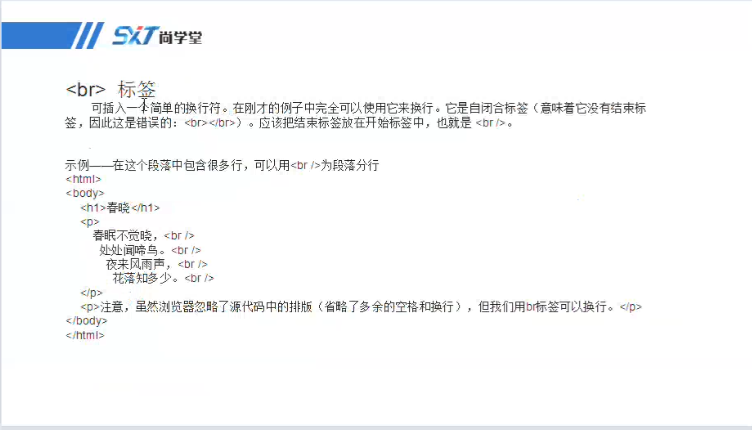 SXT尚学堂
<br> 标签
可插入一个简单的换行符。在刚才的例子中完全可以使用它来换行。它是自闭合标签（意味着它没有结束标
签，因此这是错误的：<br></br>）。应该把结束标签放在开始标签中，也就是 <br />。
示例——在这个段落中包含很多行，可以用<br />为段落分行
<html>
<body>
<h1>春晓</h1>
<p>
春眠不觉晓，<br />
处处闻啼鸟。<br />
夜来风雨声，<br />
花落知多少。<br />
</p>
<p>注意，虽然浏览器忽略了源代码中的排版（省略了多余的空格和换行），但我们用br标签可以换行。</p>
</body>
</html>